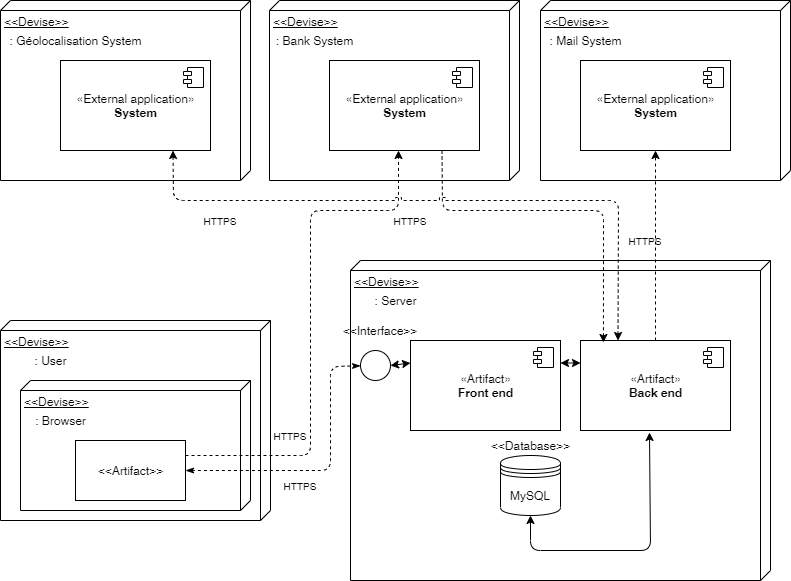 <<Devise>>
: Géolocalisation System
«External application»
System
<<Devise>>
: Bank System
«External application»
System
<<Devise>>
: Mail System
«External application»
System
HTTPS
HTTPS
HTTPS
<<Devise>>
: Server
<<Interface>>
«Artifact»
Front end
«Artifact»
Back end
<<Database>>
MySQL
<<Devise>>
: User
<<Devise>>
: Browser
<<Artifact>>
HTTPS
HTTPS